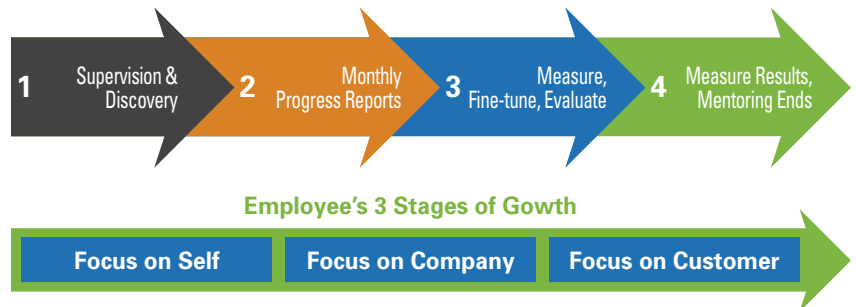 1
Supervision &
Discovery
2
Monthly
Progress Reports
3
Measure,
Fine-tune, Evaluate
4
Measure Results,
Mentoring Ends
Employee's 3 Stages of Growth
Focus on Self
Focus on Company
Focus on Customer